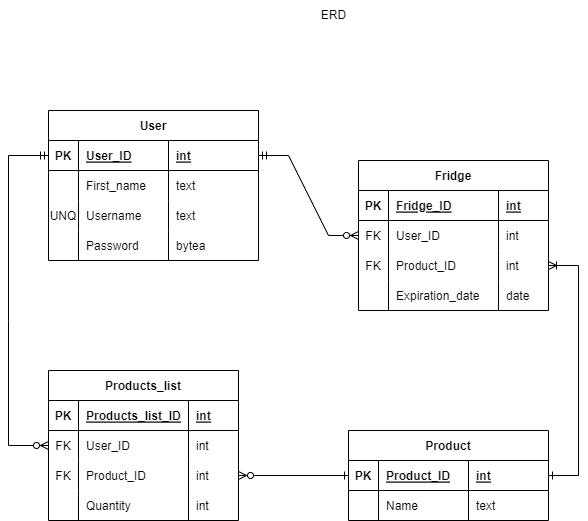 ERD
User
PK User_ID int
First_name text
UNQ Username text
Password bytea
Fridge
PK Fridge_ID int
FK User_ID int
FK Product_ID int
Expiration_date date
Products_list
PK Products_list_ID int
FK User_ID int
FK Product_ID int
Quantity int
Product
PK Product_ID int
Name text